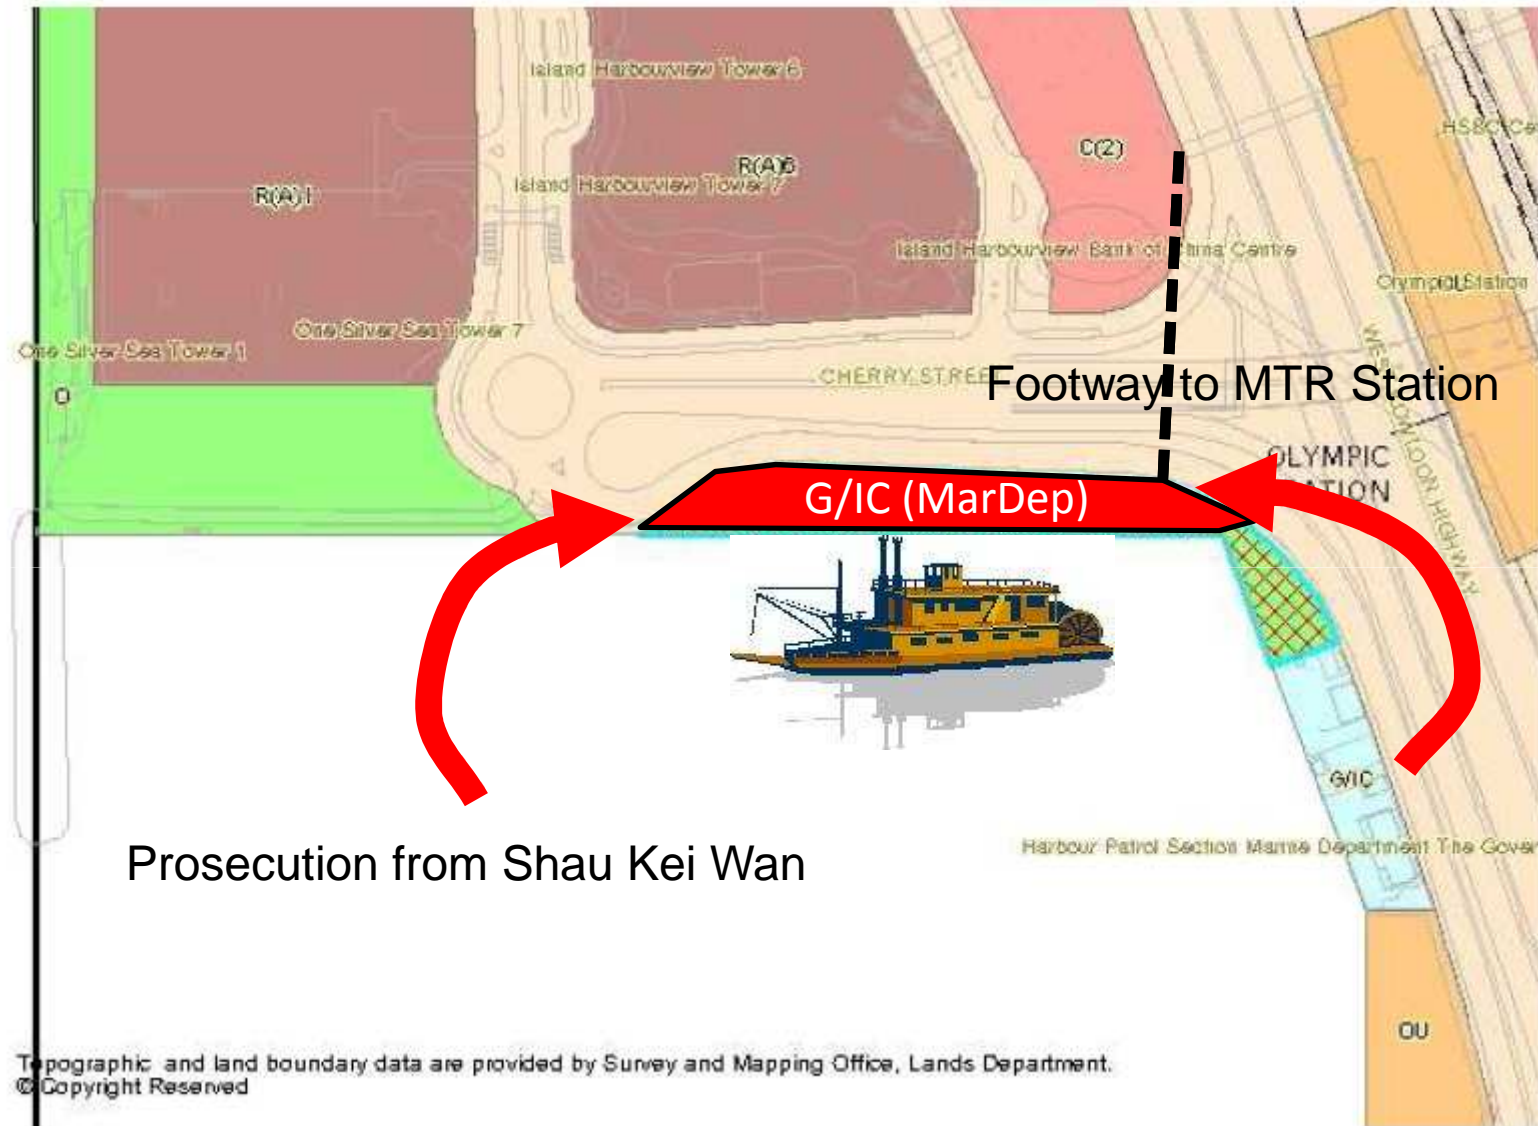 Island Harbourview Tower 6
HSBC Ce
C(2)
R(A)6
Island Harbourview Tower 7
R(A)1
Island Harbourview Bank of China Centre
Olympic Station
One Silver Sea Tower 7
One Silver Sea Tower 1
CHERRY STREET
Footway to MTR Station
O
WEST KOWLOON HIGHWAY
OLYMPIC
STATION
G/IC (MarDep)
G/IC
Harbour Patrol Section Marine Department The Gover
Prosecution from Shau Kei Wan
OU
Topographic and land boundary data are provided by Survey and Mapping Office, Lands Department.
© Copyright Reserved